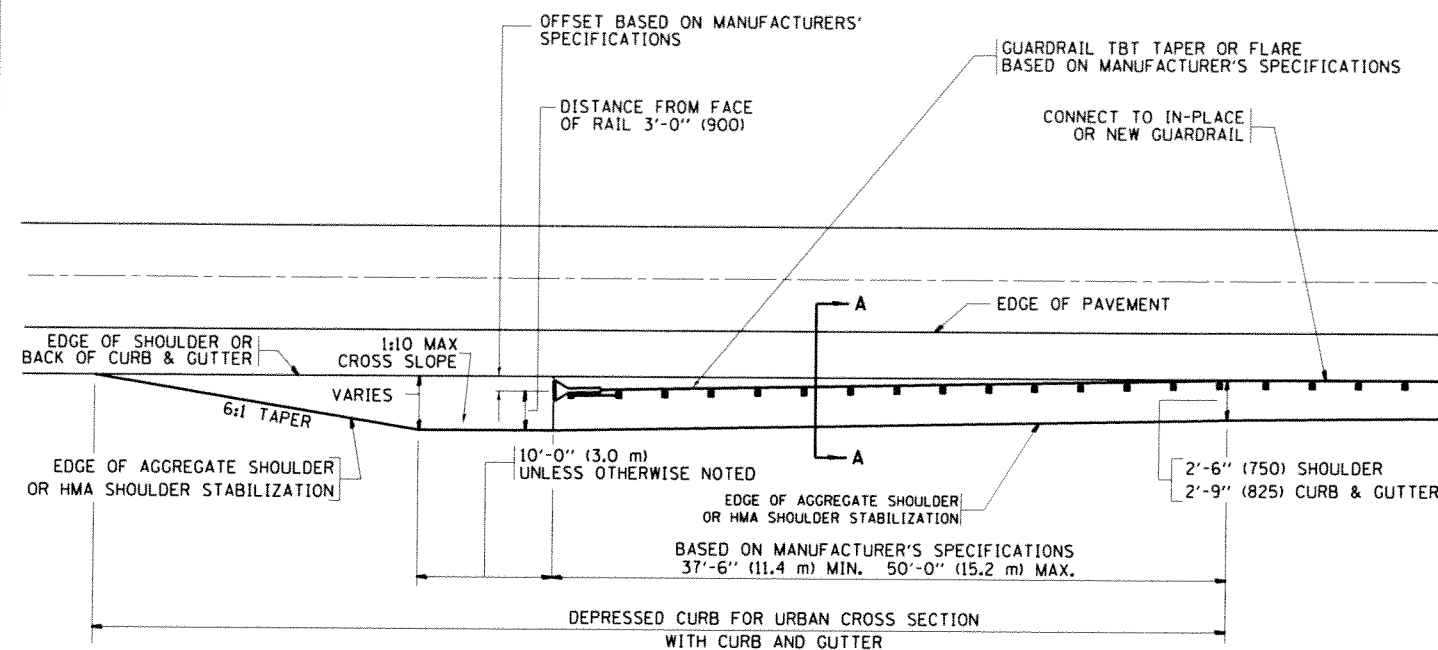 OFFSET BASED ON MANUFACTURERS'
SPECIFICATIONS
GUARDRAIL TBT TAPER OR FLARE
BASED ON MANUFACTURER'S SPECIFICATIONS
DISTANCE FROM FACE
OF RAIL 3'-0" (900)
CONNECT TO IN-PLACE
OR NEW GUARDRAIL
A
EDGE OF PAVEMENT
EDGE OF SHOULDER OR
BACK OF CURB & GUTTER
1:10 MAX
CROSS SLOPE
VARIES
6:1 TAPER
A
EDGE OF AGGREGATE SHOULDER
OR HMA SHOULDER STABILIZATION
10'-0" (3.0 m)
UNLESS OTHERWISE NOTED
2'-6" (750) SHOULDER
2'-9" (825) CURB & GUTTER
EDGE OF AGGREGATE SHOULDER
OR HMA SHOULDER STABILIZATION
BASED ON MANUFACTURER'S SPECIFICATIONS
37'-6" (11.4 m) MIN. 50'-0" (15.2 m) MAX.
DEPRESSED CURB FOR URBAN CROSS SECTION
WITH CURB AND GUTTER